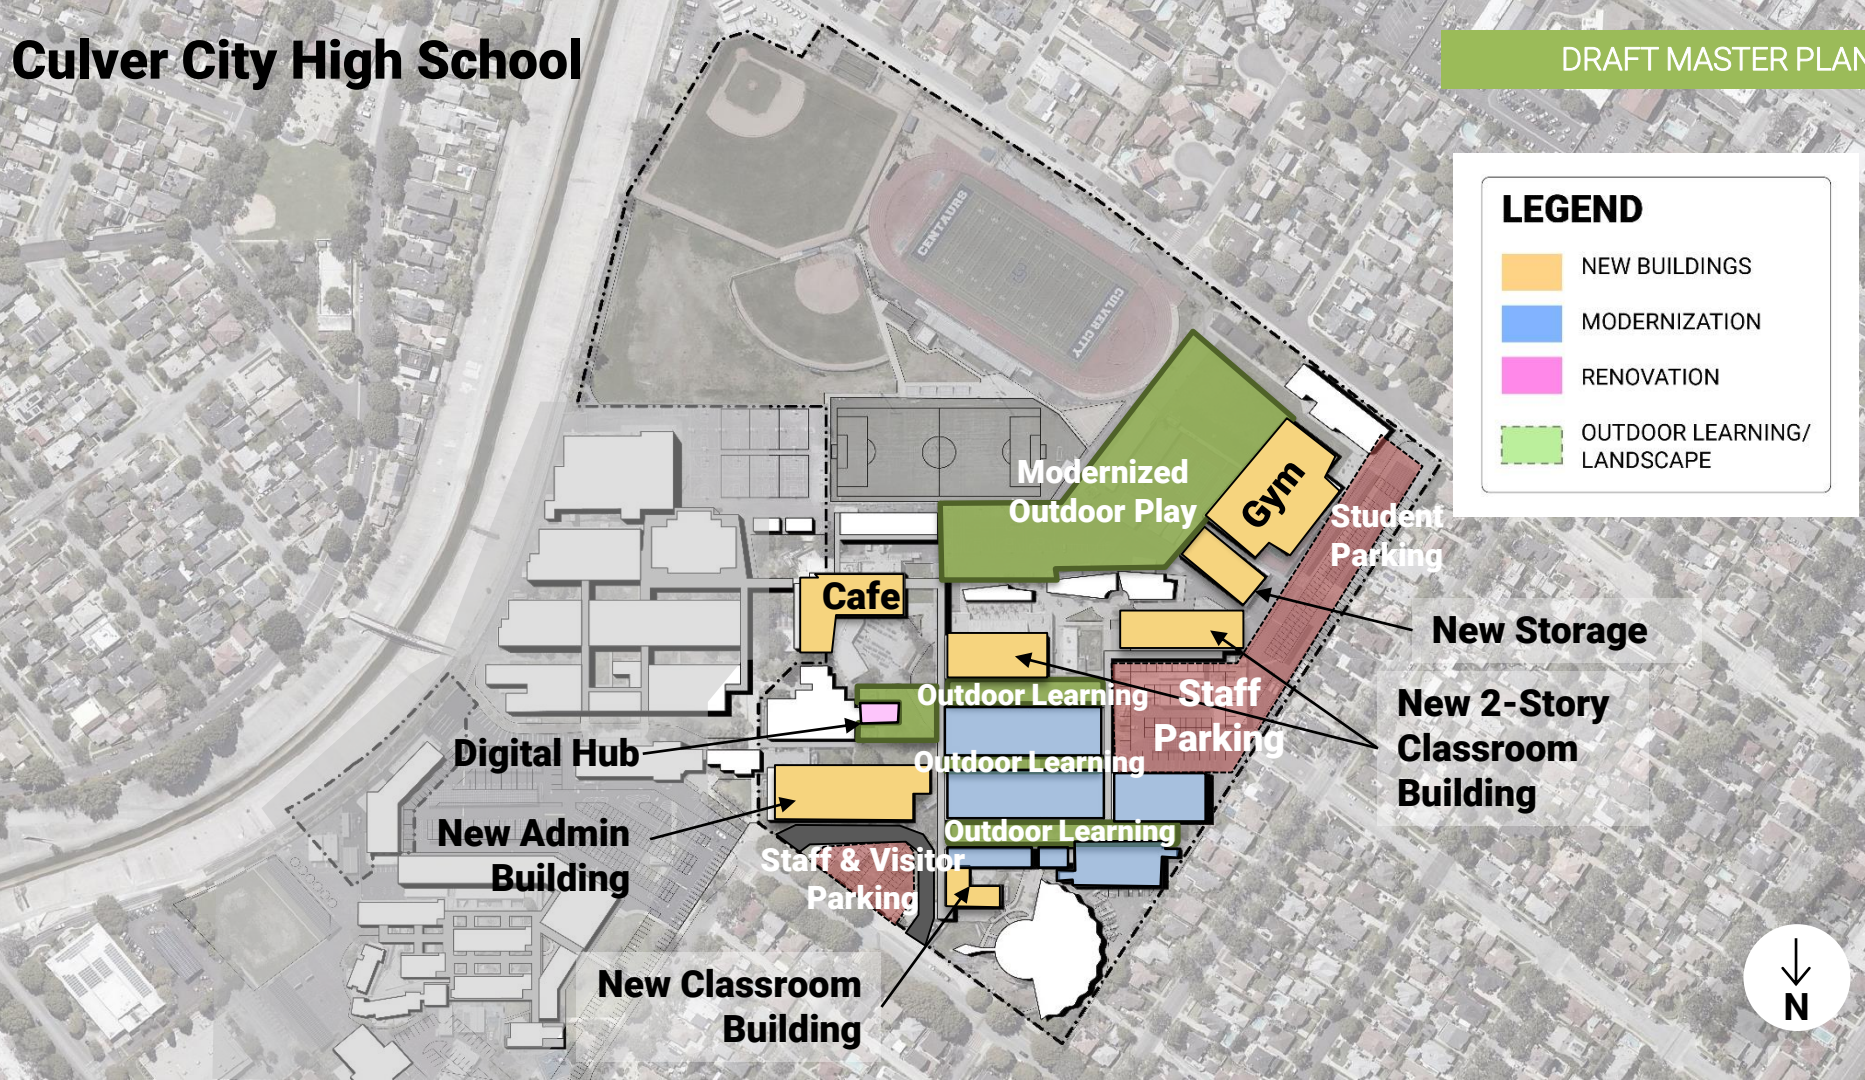 Culver City High School
DRAFT MASTER PLAN
LEGEND
NEW BUILDINGS
MODERNIZATION
RENOVATION
OUTDOOR LEARNING/
LANDSCAPE
CENTAURS
CULVER CITY
Modernized
Outdoor Play
Gym
Student
Parking
Cafe
New Storage
Outdoor Learning
Staff
Parking
New 2-Story
Classroom
Building
Digital Hub
Outdoor Learning
New Admin
Building
Outdoor Learning
Staff & Visitor
Parking
New Classroom
Building
N